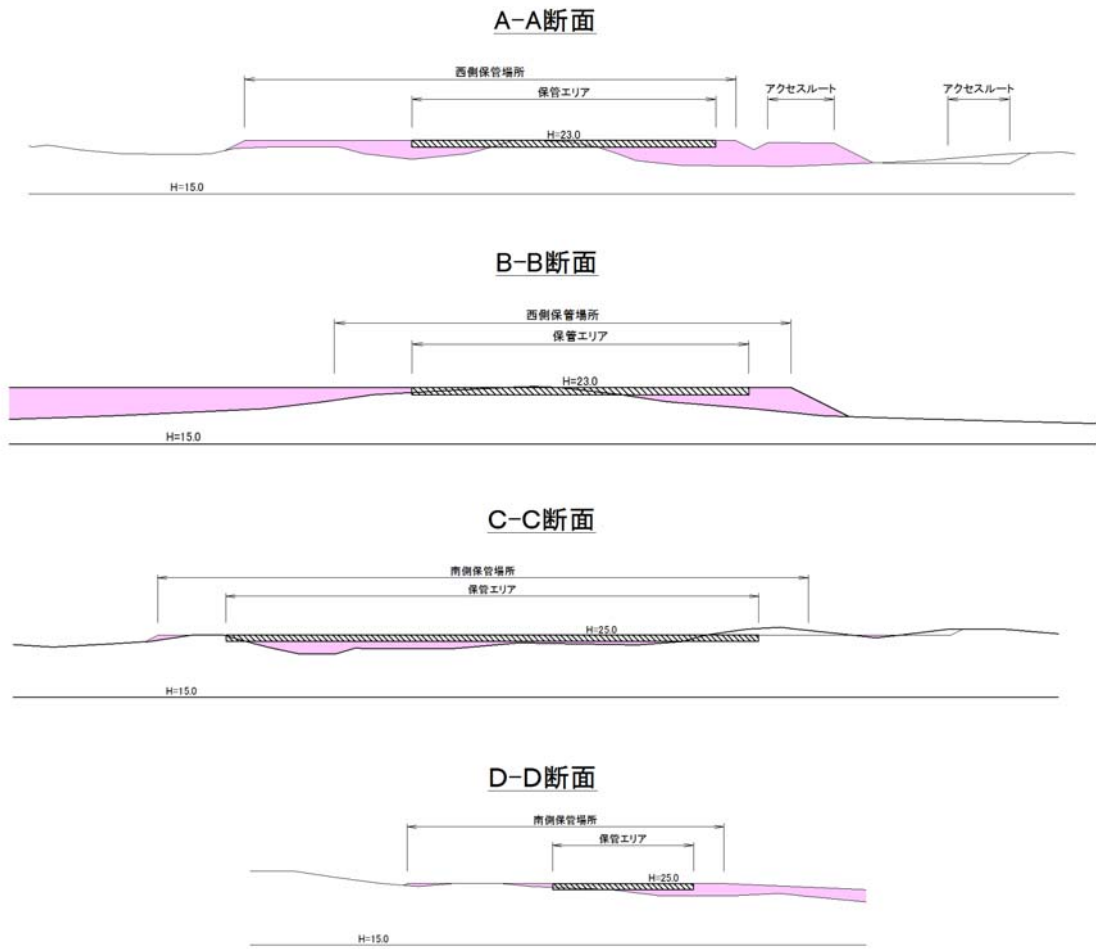 A-A断面
西側保管場所
保管エリア
アクセスルート
アクセスルート
H=23.0
H=15.0
B-B断面
西側保管場所
保管エリア
H=23.0
H=15.0
C-C断面
南側保管場所
保管エリア
H=25.0
H=15.0
D-D断面
南側保管場所
保管エリア
H=25.0
H=15.0